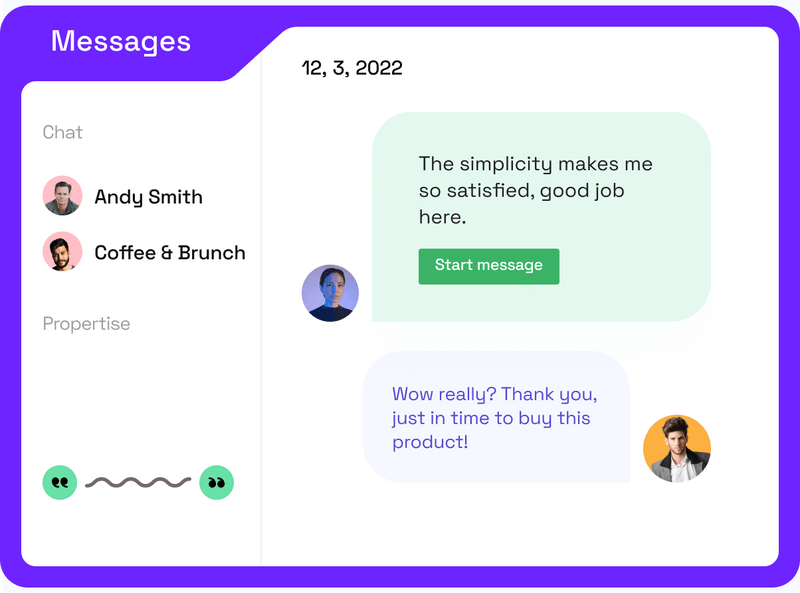 Messages
12, 3, 2022
Chat
Andy Smith
Coffee & Brunch
Propertise
The simplicity makes me
so satisfied, good job
here.
Start message
Wow really? Thank you,
just in time to buy this
product!